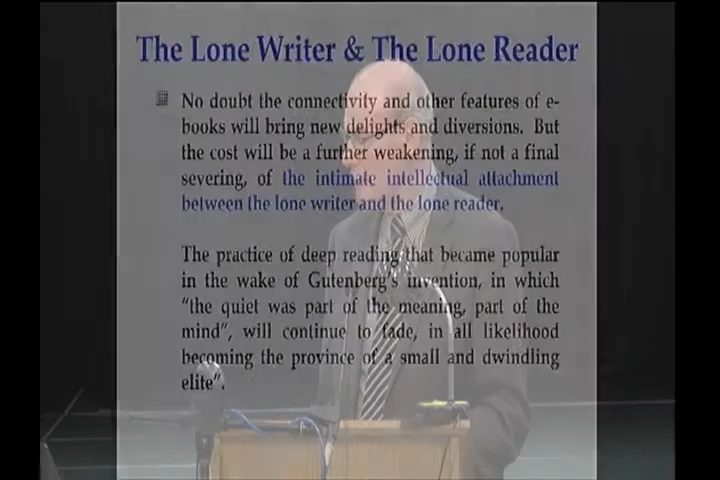 The Lone Writer & The Lone Reader
No doubt the connectivity and other features of e-
books will bring new delights and diversions. But
the cost will be a further weakening, if not a final
severing, of the intimate intellectual attachment
between the lone writer and the lone reader.
The practice of deep reading that became popular
in the wake of Gutenberg's invention, in which
"the quiet was part of the meaning, part of the
mind", will continue to fade, in all likelihood
becoming the province of a small and dwindling
elite".